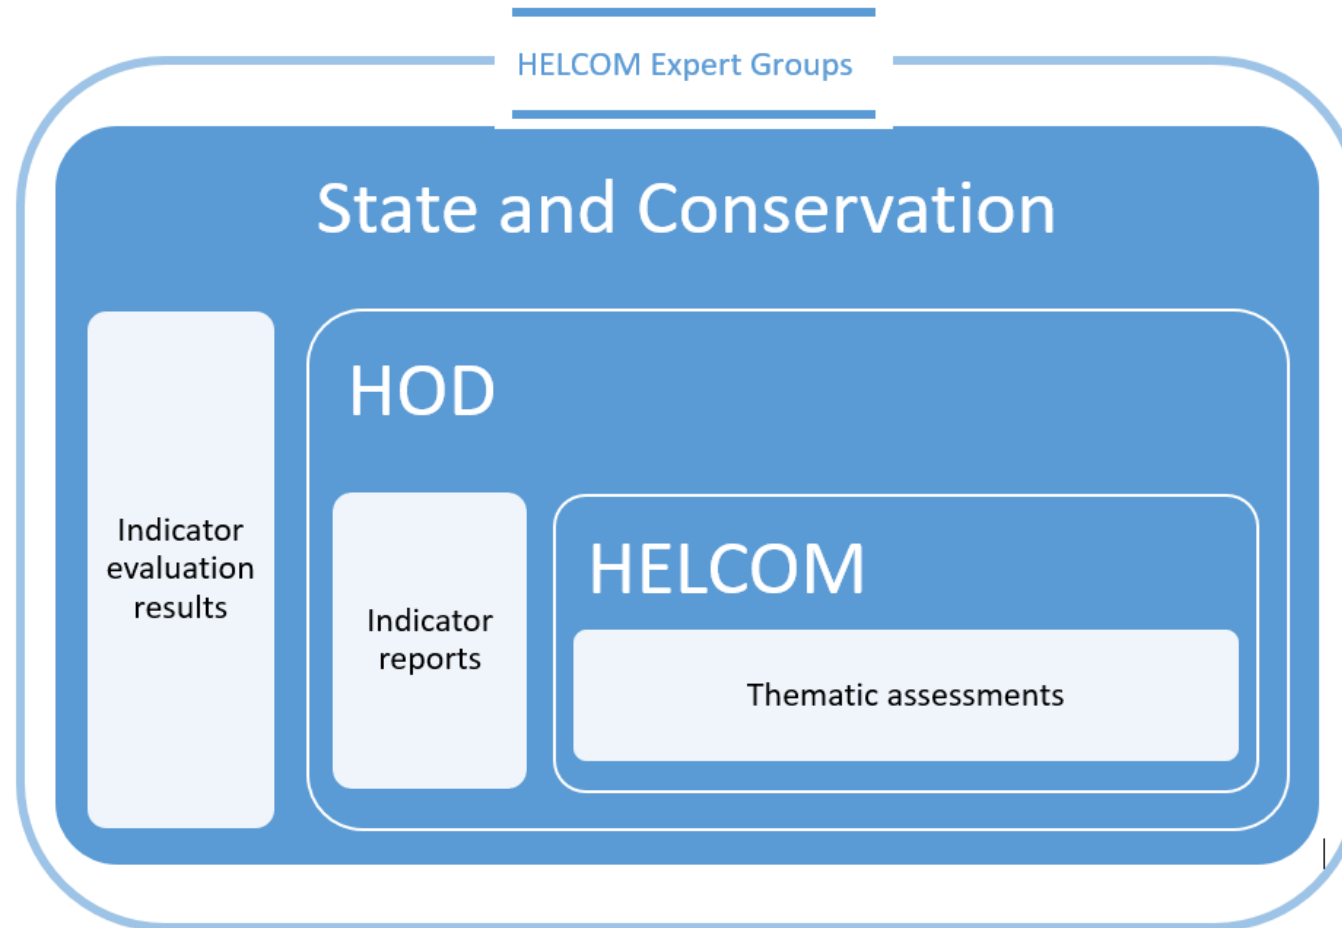 HELCOM Expert Groups
State and Conservation
HOD
Indicator
evaluation
results
HELCOM
Indicator
reports
Thematic assessments